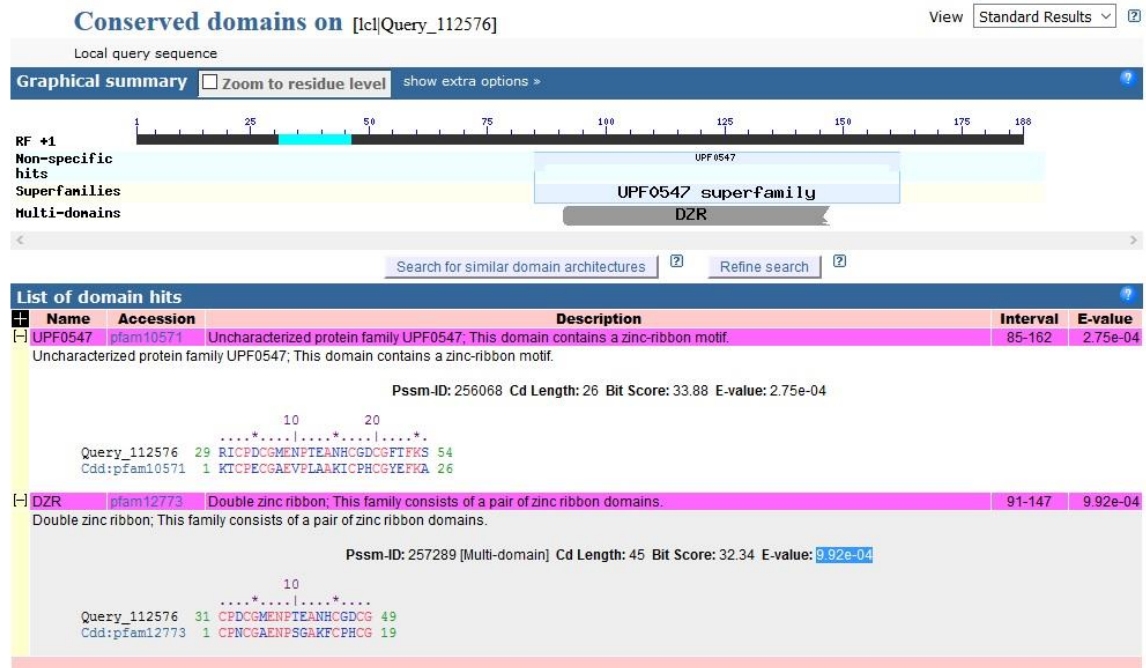 Conserved domains on [lcl|Query_112576]
View Standard Results
Local query sequence
Graphical summary Zoom to residue level show extra options »
1 25 50 75 100 125 150 175 188
RF +1
Non-specific hits UPF0547
Superfamilies UPF0547 superfamily
Multi-domains DZR
Search for similar domain architectures ? Refine search ?
List of domain hits
Name Accession Description Interval E-value
[-] UPF0547 pfam10571 Uncharacterized protein family UPF0547; This domain contains a zinc-ribbon motif. 85-162 2.75e-04
Uncharacterized protein family UPF0547; This domain contains a zinc-ribbon motif.
Pssm-ID: 256068 Cd Length: 26 Bit Score: 33.88 E-value: 2.75e-04
10 20
....*....|....*....|....*.
Query_112576 29 RICPDCGMENPTEANHCGDCGFTFKS 54
Cdd:pfam10571 1 KTCPECGAEVPLAAKICPHCGYEFKA 26
[-] DZR pfam12773 Double zinc ribbon; This family consists of a pair of zinc ribbon domains. 91-147 9.92e-04
Double zinc ribbon; This family consists of a pair of zinc ribbon domains.
Pssm-ID: 257289 [Multi-domain] Cd Length: 45 Bit Score: 32.34 E-value: 9.92e-04
10
....*....|....*....
Query_112576 31 CPDCGMENPTEANHCGDCG 49
Cdd:pfam12773 1 CPNCGAENPSGAKFCPHCG 19